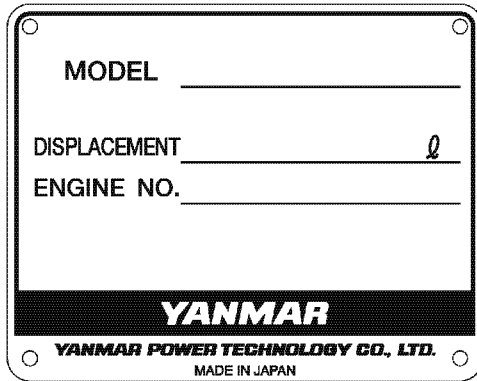 MODEL
DISPLACEMENT ℓ
ENGINE NO.
YANMAR
YANMAR POWER TECHNOLOGY CO., LTD.
MADE IN JAPAN